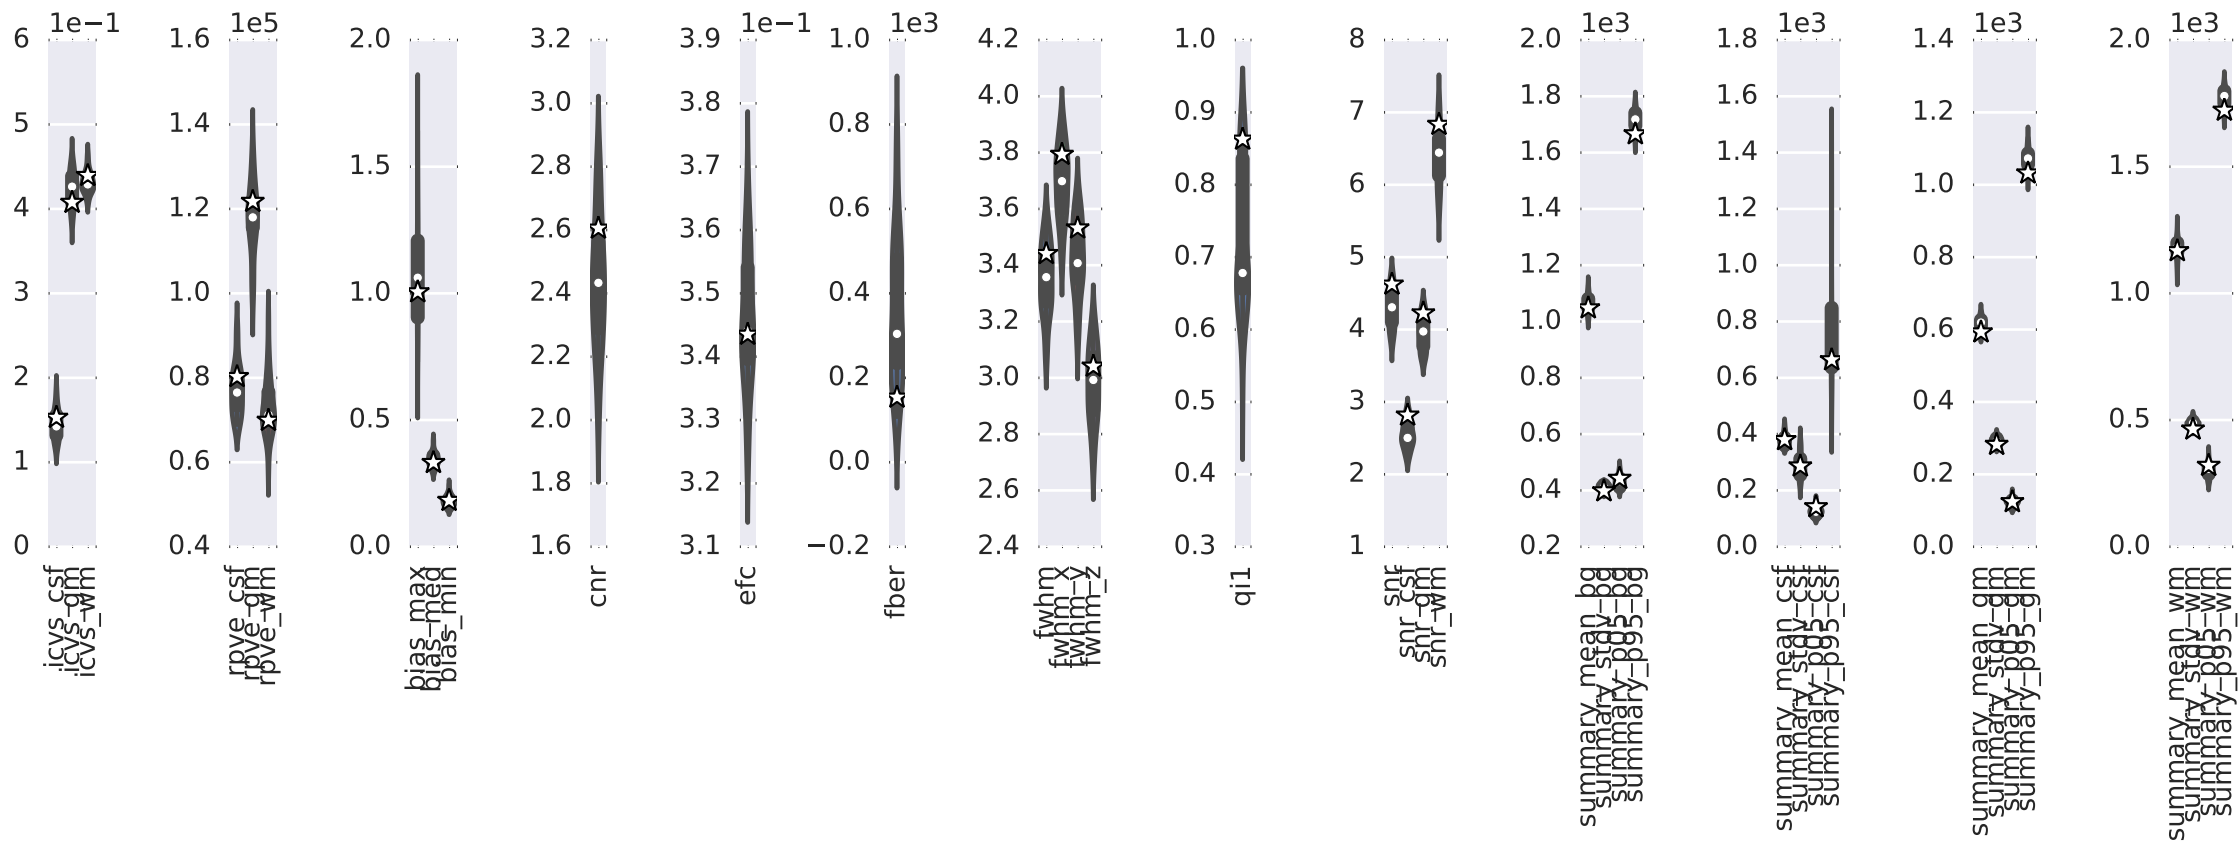 1e−1
6
5
4
3
2
1
0
icvs_csf
icvs_gm
icvs_wm
1e5
1.6
1.4
1.2
1.0
0.8
0.6
0.4
rpve_csf
rpve_gm
rpve_wm
2.0
1.5
1.0
0.5
0.0
bias_max
bias_med
bias_min
3.2
3.0
2.8
2.6
2.4
2.2
2.0
1.8
1.6
cnr
1e−1
3.9
3.8
3.7
3.6
3.5
3.4
3.3
3.2
3.1
efc
1e3
1.0
0.8
0.6
0.4
0.2
0.0
−0.2
fber
4.2
4.0
3.8
3.6
3.4
3.2
3.0
2.8
2.6
2.4
fwhm
fwhm_x
fwhm_y
fwhm_z
1.0
0.9
0.8
0.7
0.6
0.5
0.4
0.3
qi1
8
7
6
5
4
3
2
1
snr
snr_csf
snr_gm
snr_wm
1e3
2.0
1.8
1.6
1.4
1.2
1.0
0.8
0.6
0.4
0.2
summary_mean_bg
summary_stdv_bg
summary_p05_bg
summary_p95_bg
1e3
1.8
1.6
1.4
1.2
1.0
0.8
0.6
0.4
0.2
0.0
summary_mean_csf
summary_stdv_csf
summary_p05_csf
summary_p95_csf
1e3
1.4
1.2
1.0
0.8
0.6
0.4
0.2
0.0
summary_mean_gm
summary_stdv_gm
summary_p05_gm
summary_p95_gm
1e3
2.0
1.5
1.0
0.5
0.0
summary_mean_wm
summary_stdv_wm
summary_p05_wm
summary_p95_wm